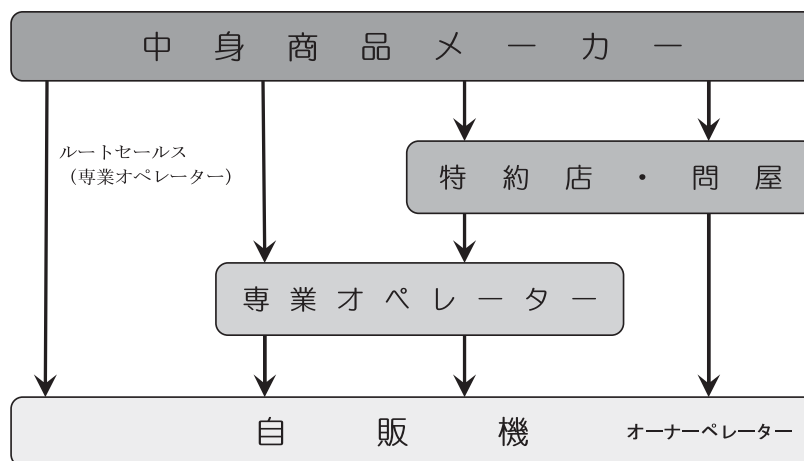 中身商品メーカー
ルートセールス
（専業オペレーター）
特約店・問屋
専業オペレーター
自販機
オーナーペレーター